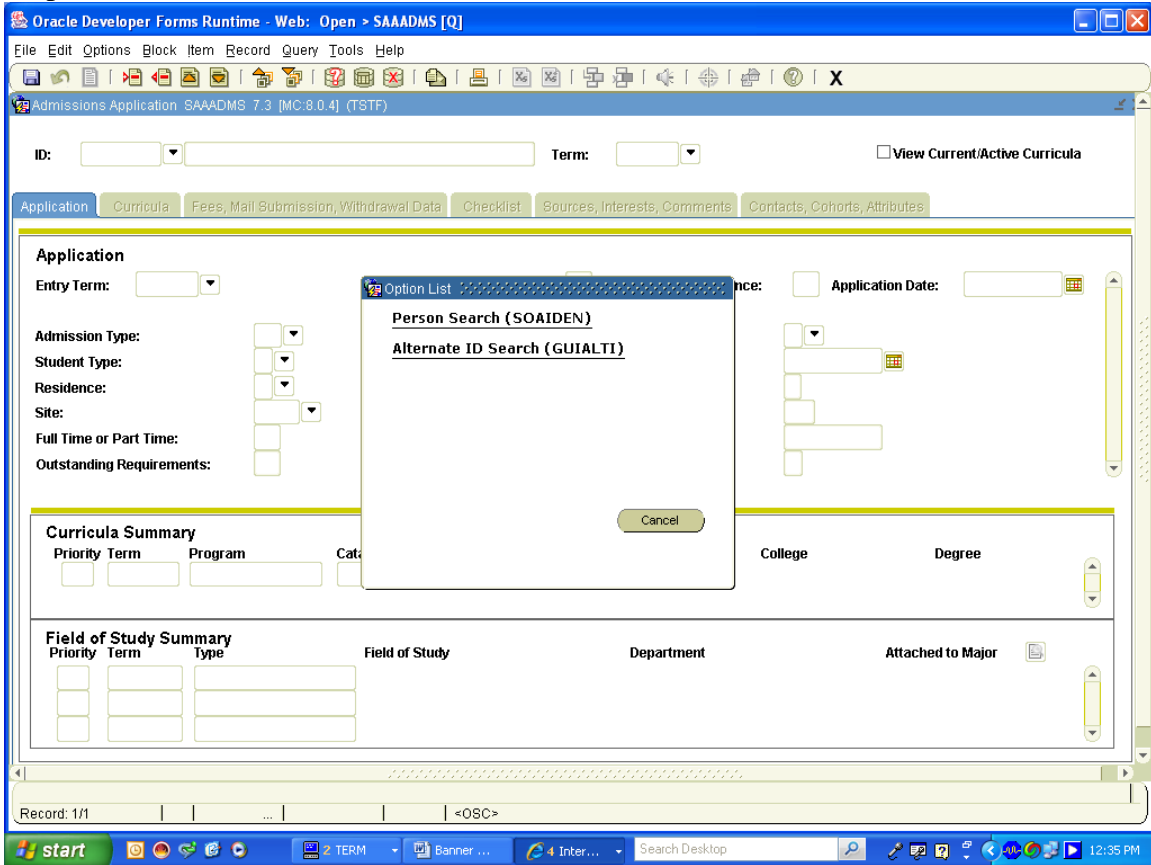 Oracle Developer Forms Runtime - Web: Open > SAAADMS [Q]
File Edit Options Block Item Record Query Tools Help
X
Admissions Application SAAADMS 7.3 [MC:8.0.4] (TSTF)
ID: Term: View Current/Active Curricula
Application Curricula Fees, Mail Submission, Withdrawal Data Checklist Sources, Interests, Comments Contacts, Cohorts, Attributes
Application
Entry Term: nce: Application Date:
Option List
Person Search (SOAIDEN)
Alternate ID Search (GUIALTI)
Cancel
Admission Type:
Student Type:
Residence:
Site:
Full Time or Part Time:
Outstanding Requirements:
Curricula Summary
Priority Term Program Cata College Degree
Field of Study Summary
Priority Term Type Field of Study Department Attached to Major
Record: 1/1 ... <OSC>
start 2 TERM Banner ... 4 Inter... Search Desktop 12:35 PM